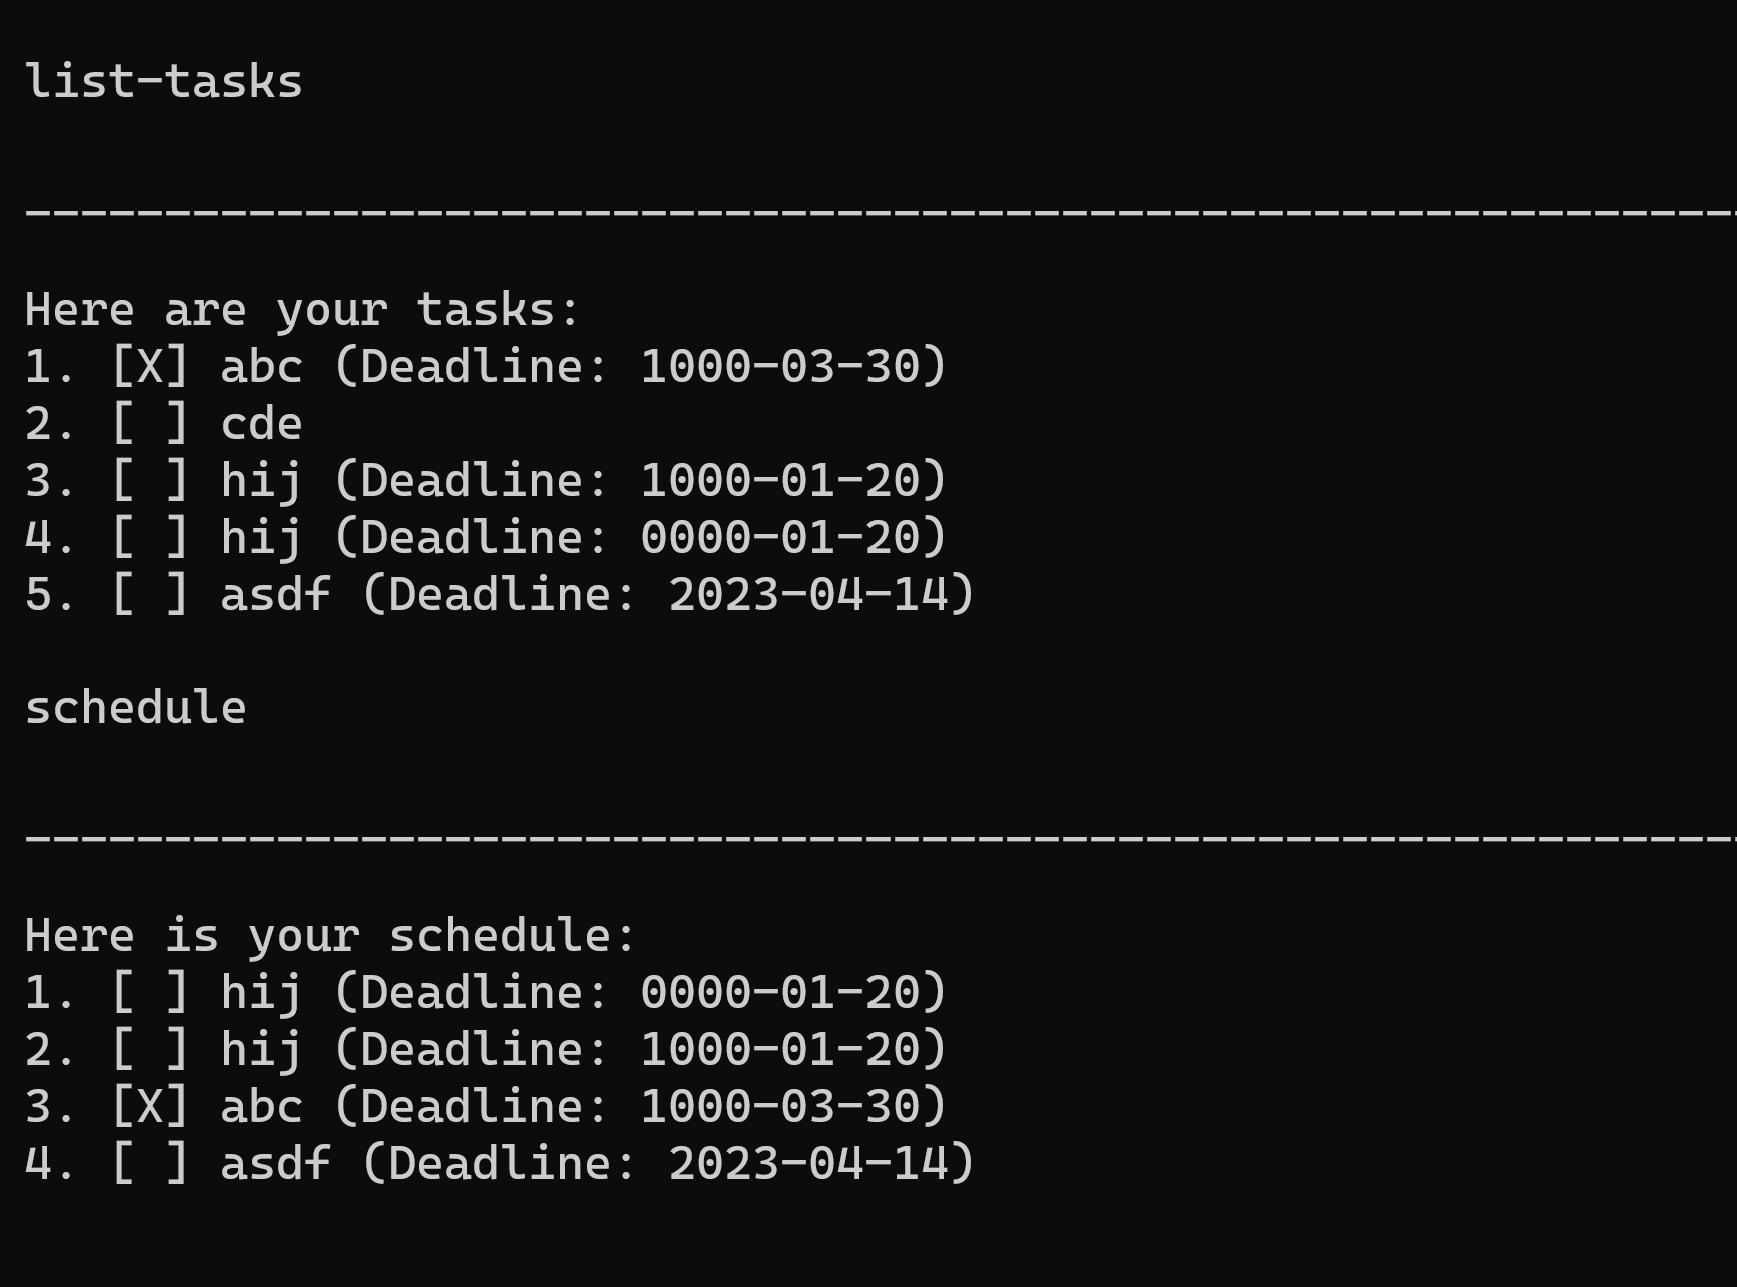 list-tasks
--------------------------------------------------------------
Here are your tasks:
1. [X] abc (Deadline: 1000-03-30)
2. [ ] cde
3. [ ] hij (Deadline: 1000-01-20)
4. [ ] hij (Deadline: 0000-01-20)
5. [ ] asdf (Deadline: 2023-04-14)
schedule
--------------------------------------------------------------
Here is your schedule:
1. [ ] hij (Deadline: 0000-01-20)
2. [ ] hij (Deadline: 1000-01-20)
3. [X] abc (Deadline: 1000-03-30)
4. [ ] asdf (Deadline: 2023-04-14)